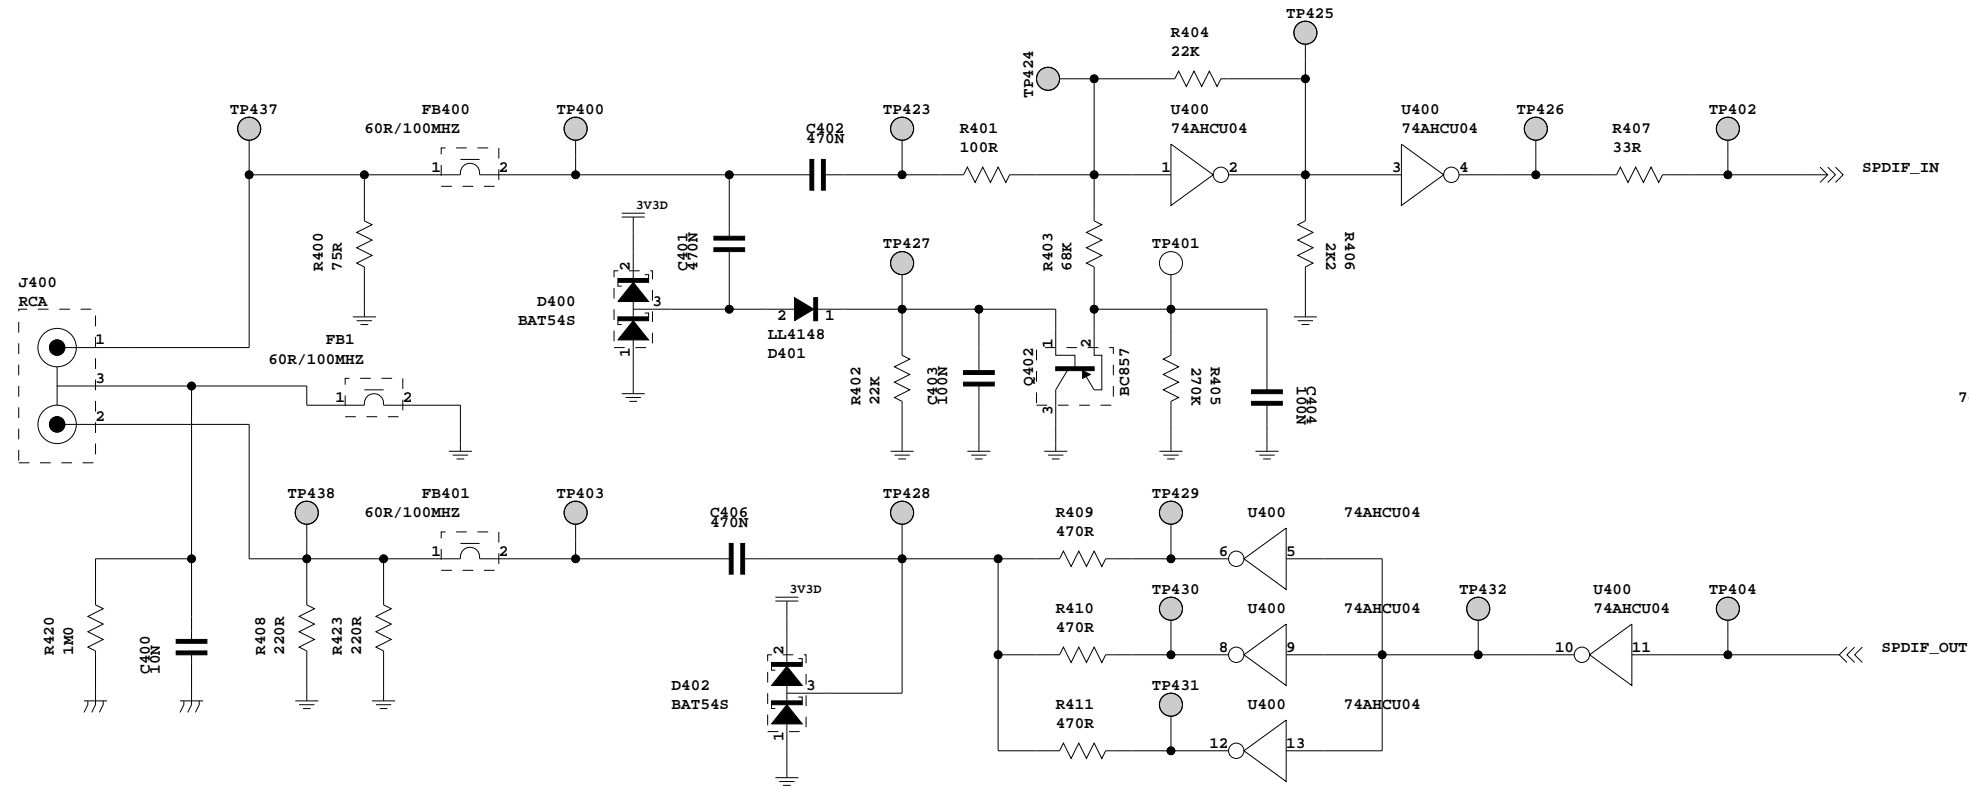 TP425
R404
22K
TP424
TP437
FB400
60R/100MHZ
TP400
C402
470N
TP423
R401
100R
U400
74AHCU04
U400
74AHCU04
TP426
R407
33R
TP402
1
2
1
2
3
4
SPDIF_IN
3V3D
R400
75R
C401
470N
TP427
R403
68K
TP401
R406
2K2
J400
RCA
D400
BAT54S
2
3
1
2
1
LL4148
D401
1
FB1
60R/100MHZ
3
1
2
2
R402
22K
C403
100N
Q402
1
2
3
BC857
R405
270K
C404
100N
7
TP438
FB401
60R/100MHZ
TP403
C406
470N
TP428
R409
470R
TP429
U400
74AHCU04
1
2
6
5
3V3D
R410
470R
TP430
U400
74AHCU04
TP432
U400
74AHCU04
TP404
R420
1M0
C400
10N
R408
220R
R423
220R
8
9
10
11
SPDIF_OUT
D402
BAT54S
2
3
1
R411
470R
TP431
U400
74AHCU04
12
13